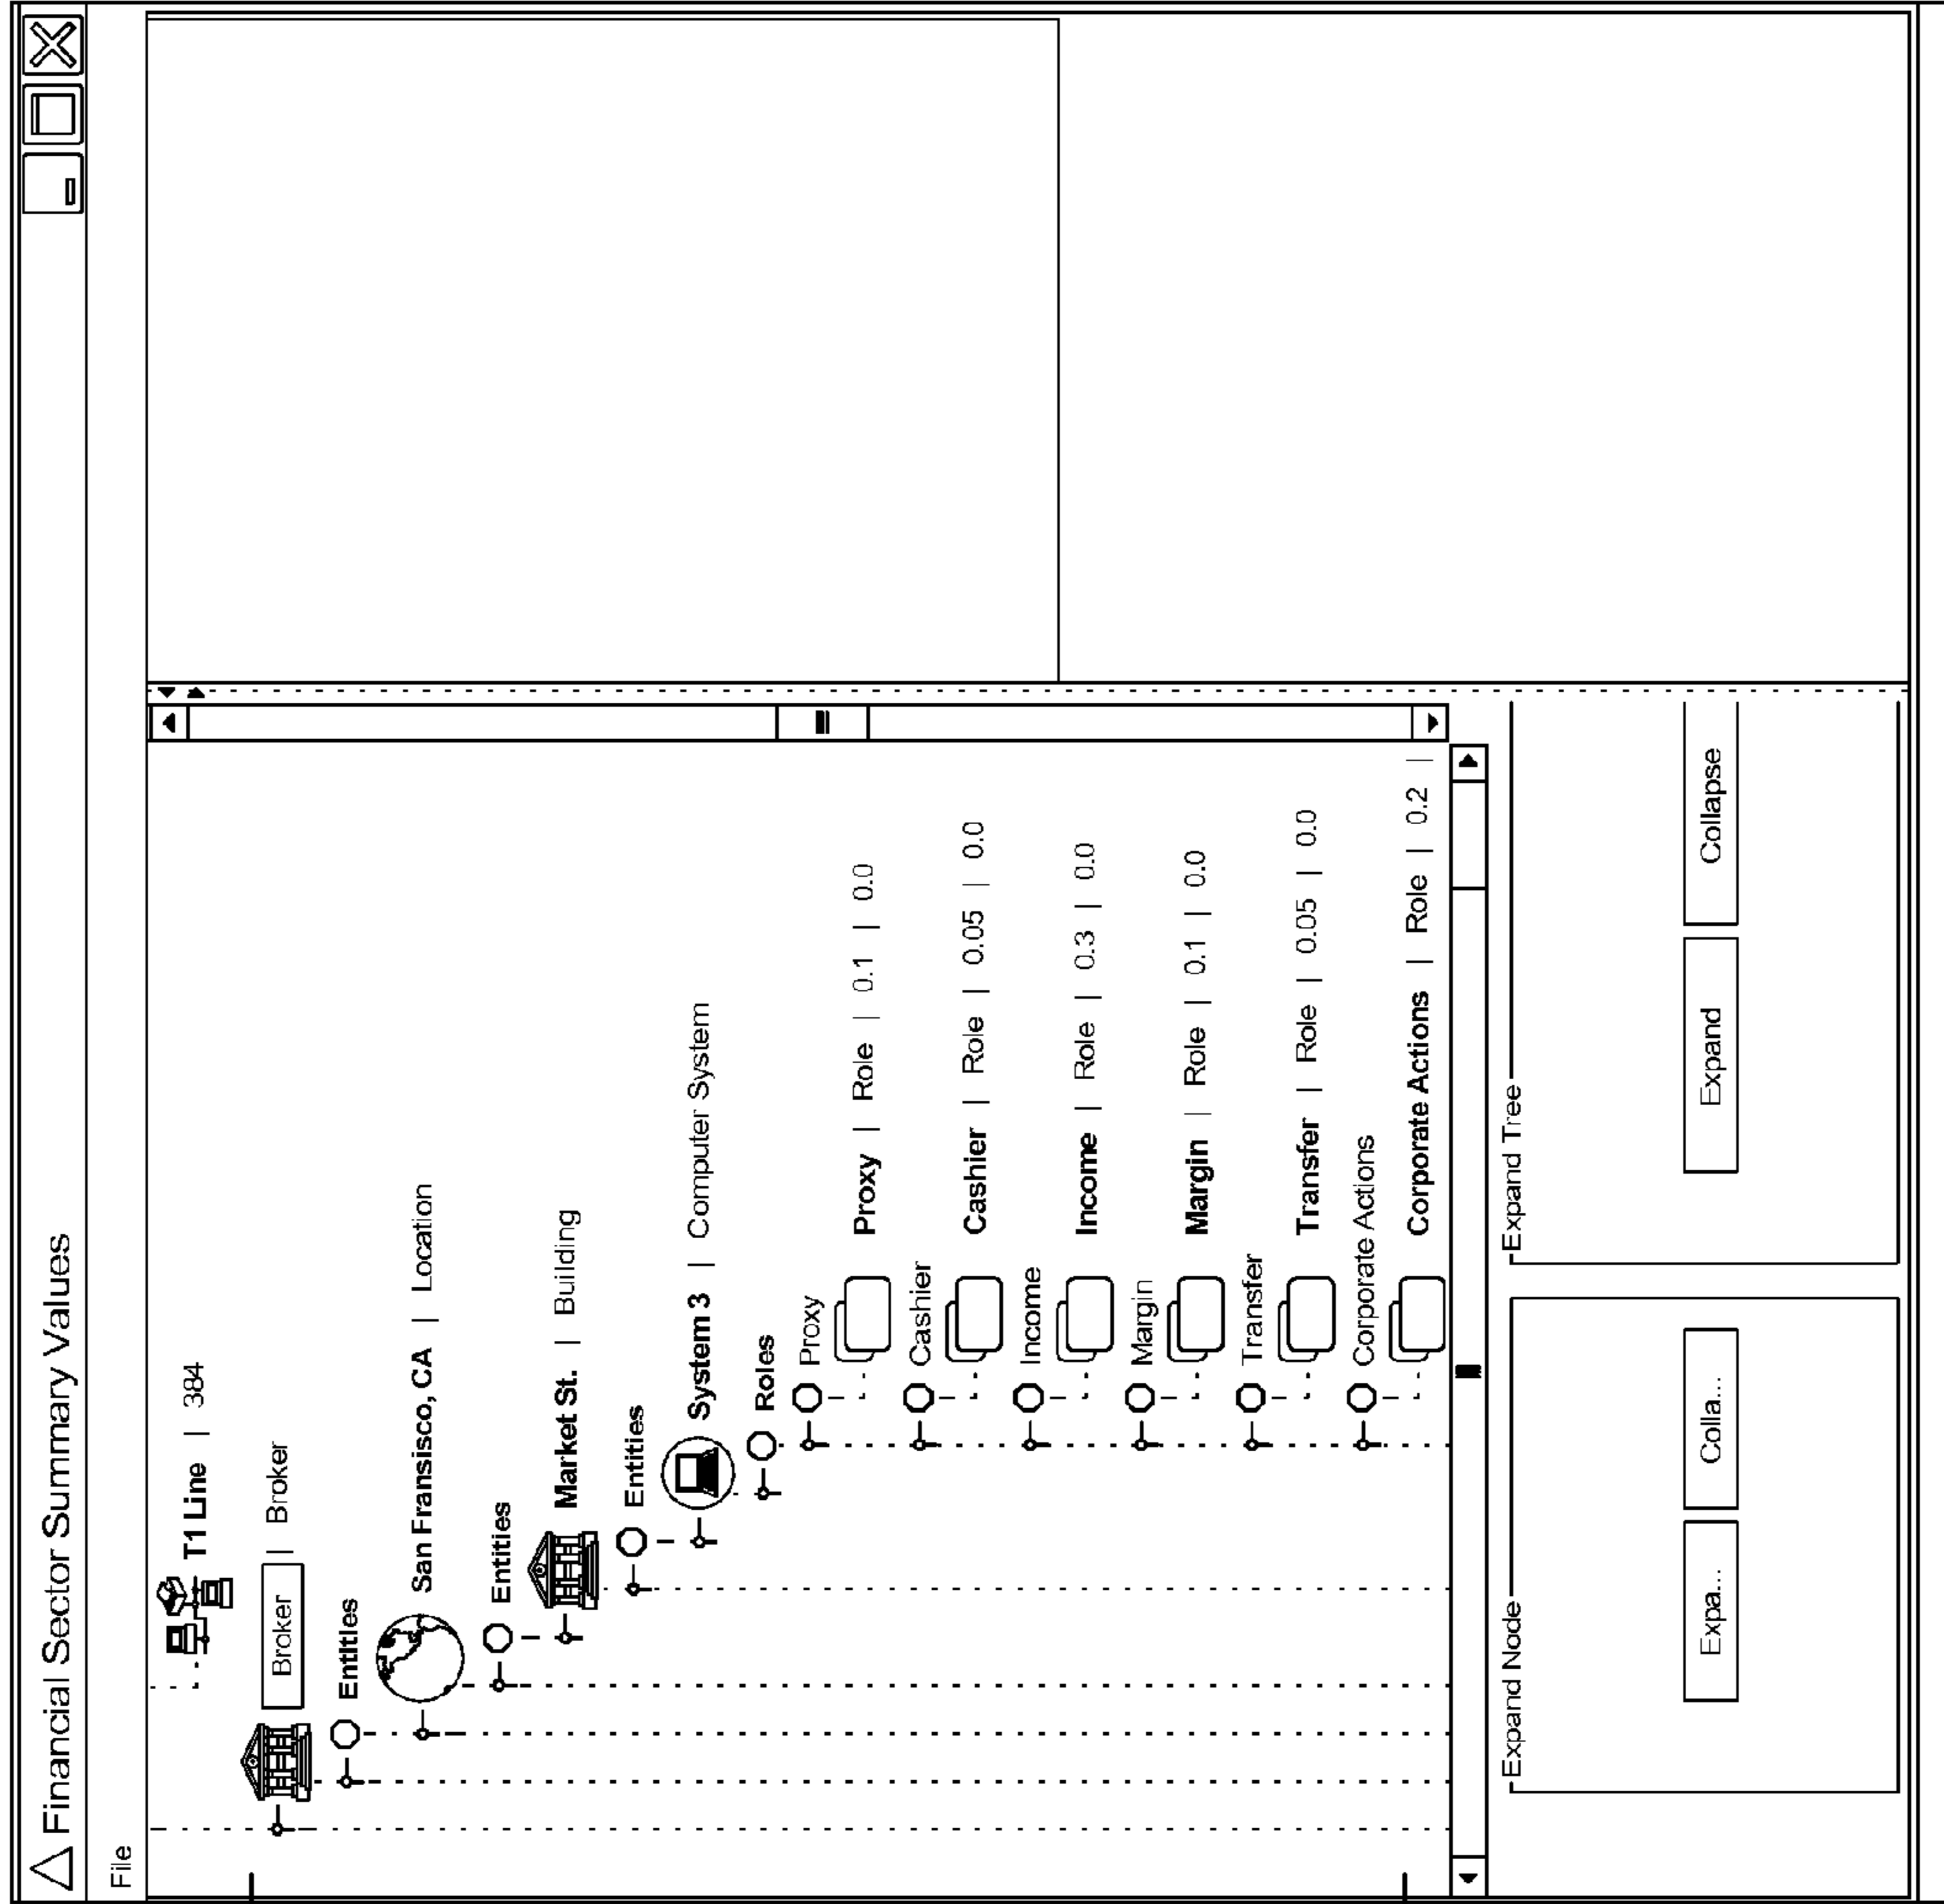 Financial Sector Summary Values
File
T1 Line | 384
Broker | Broker
Entities
San Fransisco, CA | Location
Entities
Market St. | Building
Entities
System 3 | Computer System
Roles
Proxy
Proxy | Role | 0.1 | 0.0
Cashier
Cashier | Role | 0.05 | 0.0
Income
Income | Role | 0.3 | 0.0
Margin
Margin | Role | 0.1 | 0.0
Transfer
Transfer | Role | 0.05 | 0.0
Corporate Actions
Corporate Actions | Role | 0.2 |
Expand Node Expand Tree
Expa... Colla... Expand Collapse